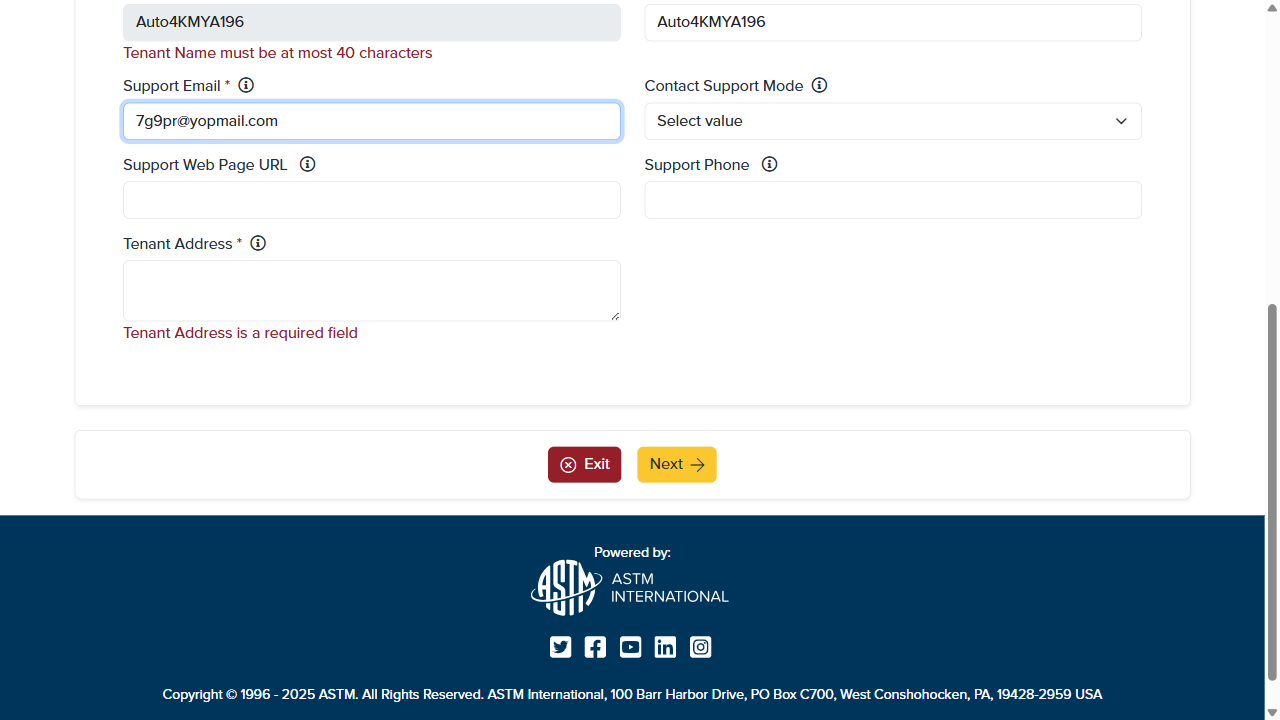 Auto4KMYA196
Auto4KMYA196
Tenant Name must be at most 40 characters
Support Email *
Contact Support Mode
7g9pr@yopmail.com
Select value
Support Web Page URL
Support Phone
Tenant Address *
Tenant Address is a required field
Exit
Next
Powered by:
ASTM
ASTM
INTERNATIONAL
Copyright © 1996 - 2025 ASTM. All Rights Reserved. ASTM International, 100 Barr Harbor Drive, PO Box C700, West Conshohocken, PA, 19428-2959 USA